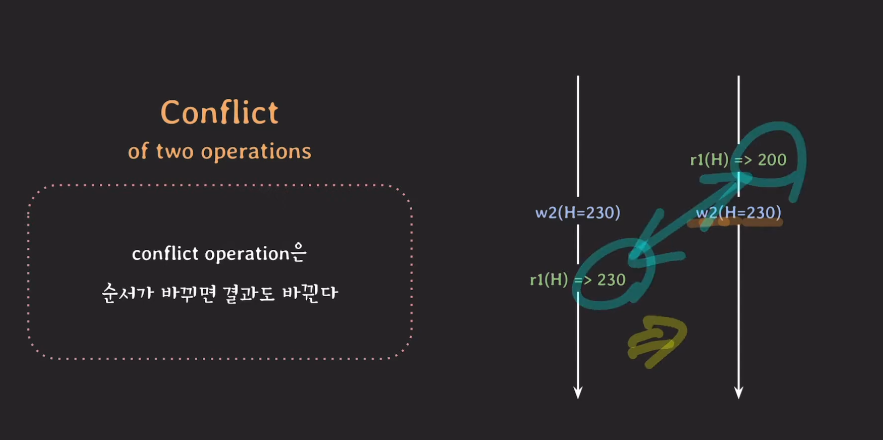 Conflict
of two operations
conflict operation은
순서가 바뀌면 결과도 바뀐다
w2(H=230)
r1(H) => 230
r1(H) => 200
w2(H=230)